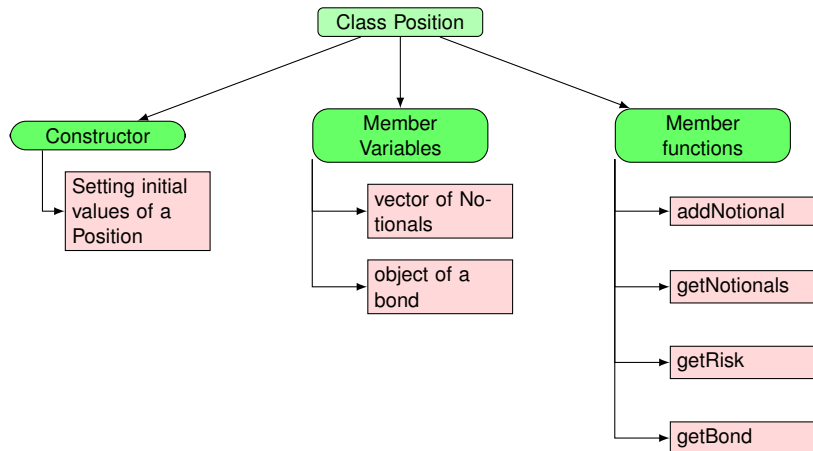 Class Position
Constructor
Setting initial
values of a
Position
Member
Variables
vector of No-
tionals
object of a
bond
Member
functions
addNotional
getNotionals
getRisk
getBond